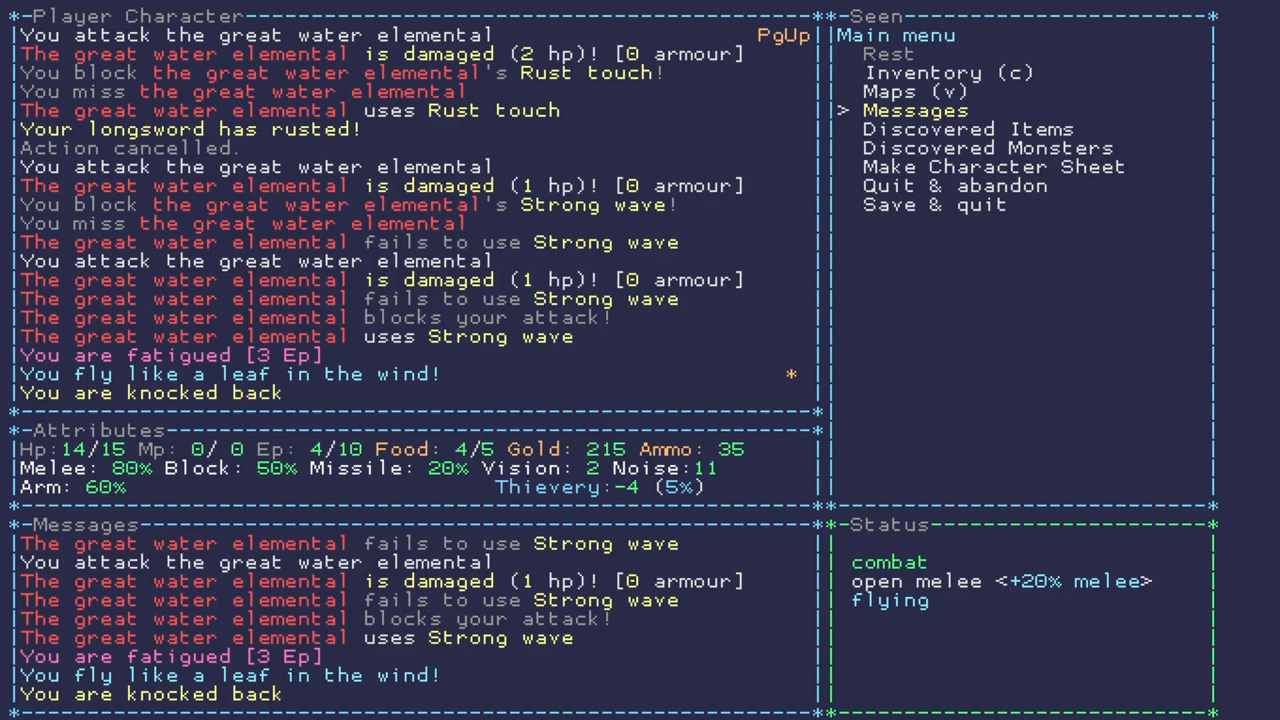 Player Character
You attack the great water elemental PgUp
The great water elemental is damaged (2 hp)! [0 armour]
You block the great water elemental's Rust touch!
You miss the great water elemental
The great water elemental uses Rust touch
Your longsword has rusted!
Action cancelled.
You attack the great water elemental
The great water elemental is damaged (1 hp)! [0 armour]
You block the great water elemental's Strong wave!
You miss the great water elemental
The great water elemental fails to use Strong wave
You attack the great water elemental
The great water elemental is damaged (1 hp)! [0 armour]
The great water elemental fails to use Strong wave
The great water elemental blocks your attack!
The great water elemental uses Strong wave
You are fatigued [3 Ep]
You fly like a leaf in the wind! *
You are knocked back
Seen
Main menu
Rest
Inventory (c)
Maps (v)
> Messages
Discovered Items
Discovered Monsters
Make Character Sheet
Quit & abandon
Save & quit
Attributes
Hp:14/15 Mp: 0/ 0 Ep: 4/10 Food: 4/5 Gold: 215 Ammo: 35
Melee: 80% Block: 50% Missile: 20% Vision: 2 Noise:11
Arm: 60% Thievery:-4 (5%)
Messages
The great water elemental fails to use Strong wave
You attack the great water elemental
The great water elemental is damaged (1 hp)! [0 armour]
The great water elemental fails to use Strong wave
The great water elemental blocks your attack!
The great water elemental uses Strong wave
You are fatigued [3 Ep]
You fly like a leaf in the wind!
You are knocked back
Status
combat
open melee <+20% melee>
flying